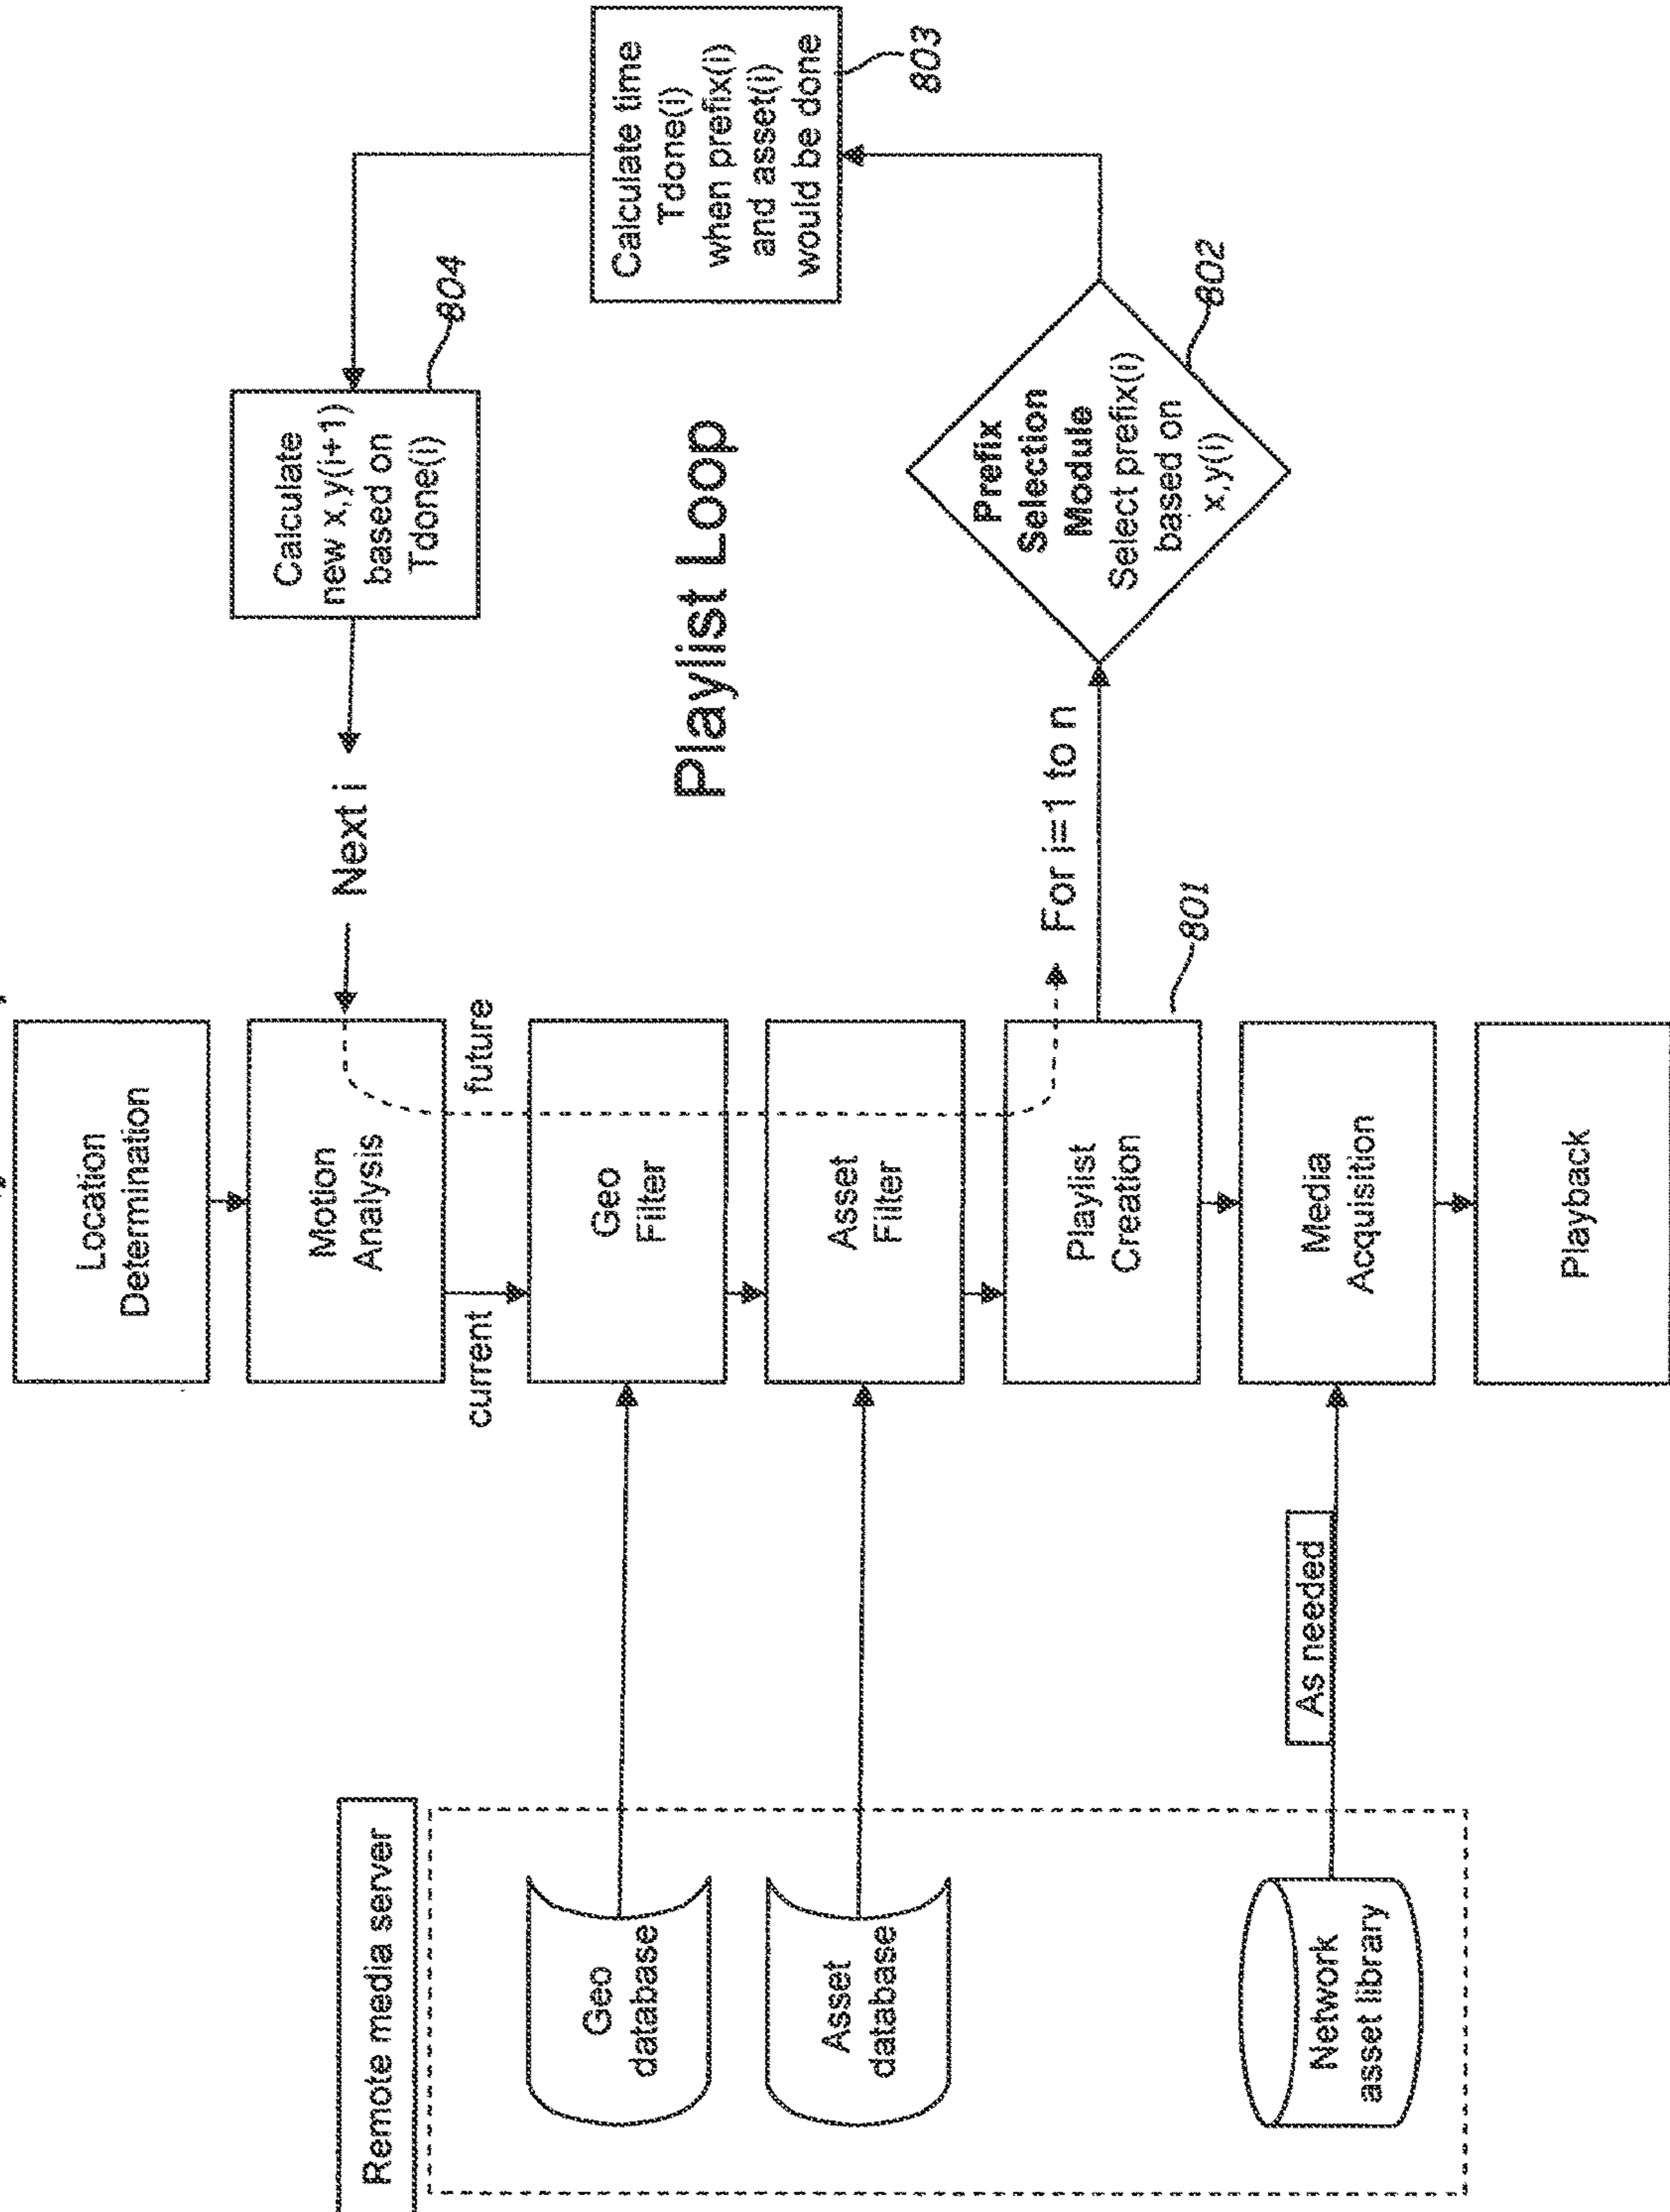 Location
Determination
Motion
Analysis
current
future
Geo
Filter
Asset
Filter
Playlist
Creation
801
Media
Acquisition
Playback
Next i
For i=1 to n
Playlist Loop
Prefix
Selection
Module
Select prefix(i)
based on
x,y(i)
802
Calculate time
Tdone(i)
when prefix(i)
and asset(i)
would be done
803
Calculate
new x,y(i+1)
based on
Tdone(i)
804
Remote media server
Geo
database
Asset
database
Network
asset library
As needed